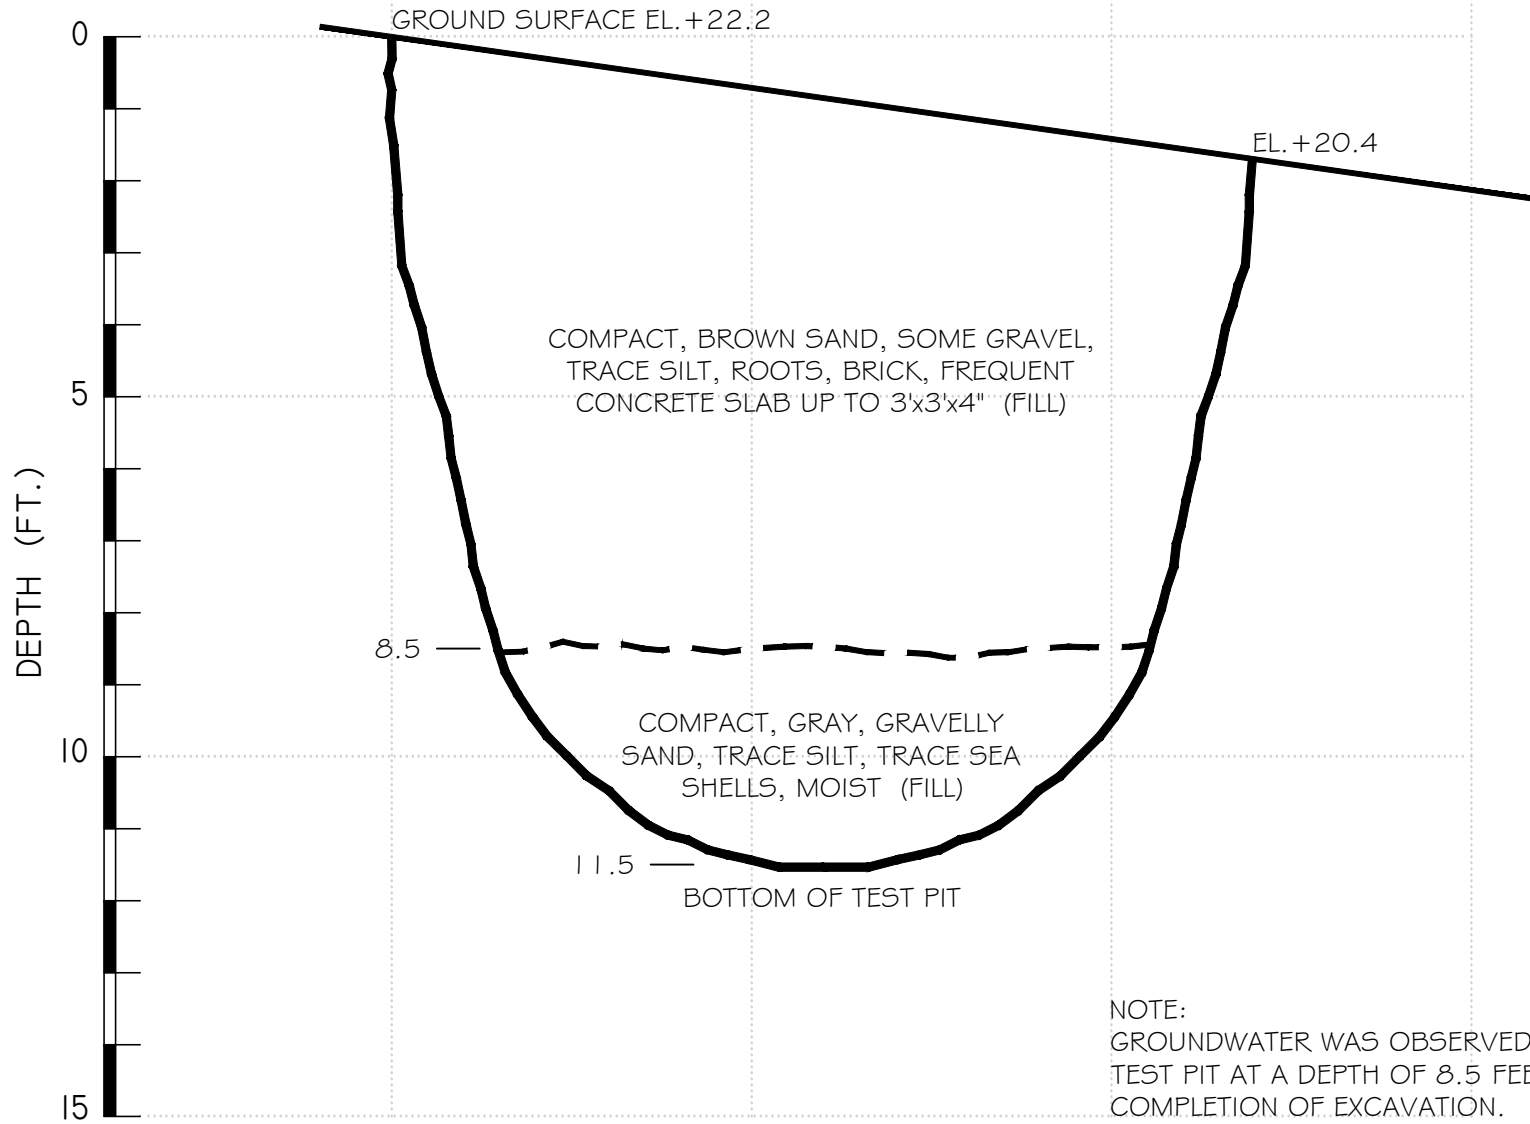 GROUND SURFACE EL.+22.2
0
EL.+20.4
COMPACT, BROWN SAND, SOME GRAVEL,
TRACE SILT, ROOTS, BRICK, FREQUENT
CONCRETE SLAB UP TO 3'x3'x4" (FILL)
5
DEPTH (FT.)
8.5
COMPACT, GRAY, GRAVELLY
SAND, TRACE SILT, TRACE SEA
SHELLS, MOIST (FILL)
10
11.5
BOTTOM OF TEST PIT
NOTE:
GROUNDWATER WAS OBSERVED
TEST PIT AT A DEPTH OF 8.5 FEE
COMPLETION OF EXCAVATION.
15